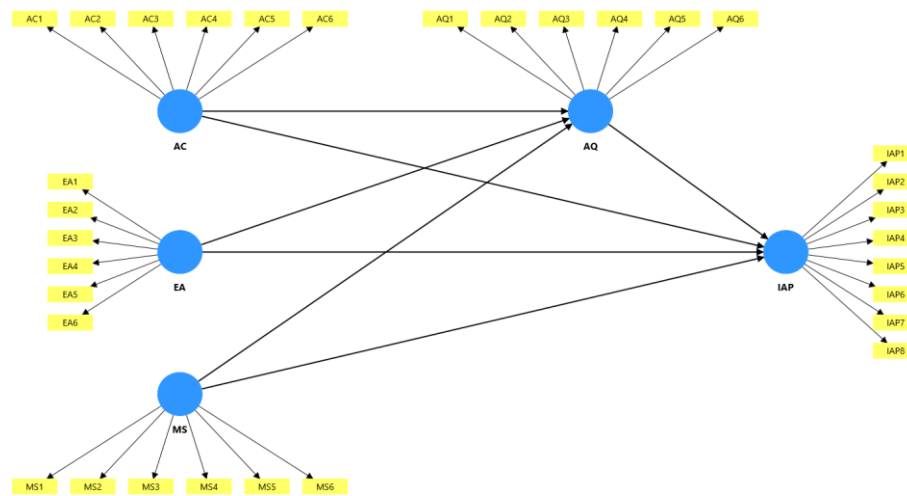 AC1 AC2 AC3 AC4 AC5 AC6 AQ1 AQ2 AQ3 AQ4 AQ5 AQ6
AC
AQ
IAP1
IAP2
IAP3
IAP4
IAP5
IAP6
IAP7
IAP8
EA1
EA2
EA3
EA4
EA5
EA6
EA
IAP
MS
MS1 MS2 MS3 MS4 MS5 MS6